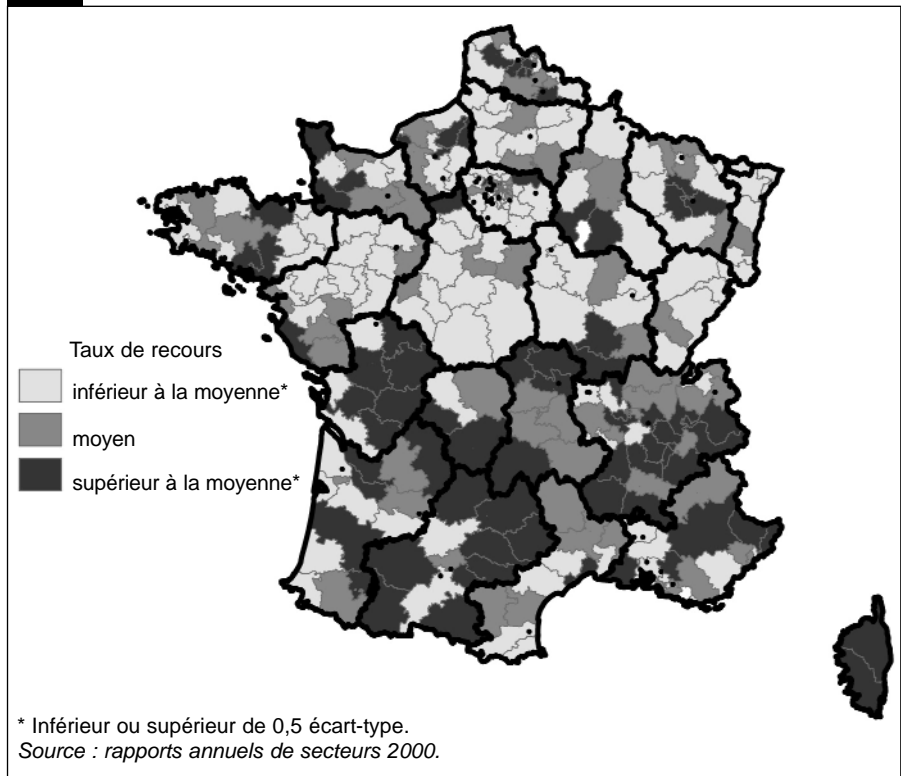 Taux de recours
inférieur à la moyenne*
moyen
supérieur à la moyenne*
* Inférieur ou supérieur de 0,5 écart-type.
Source : rapports annuels de secteurs 2000.